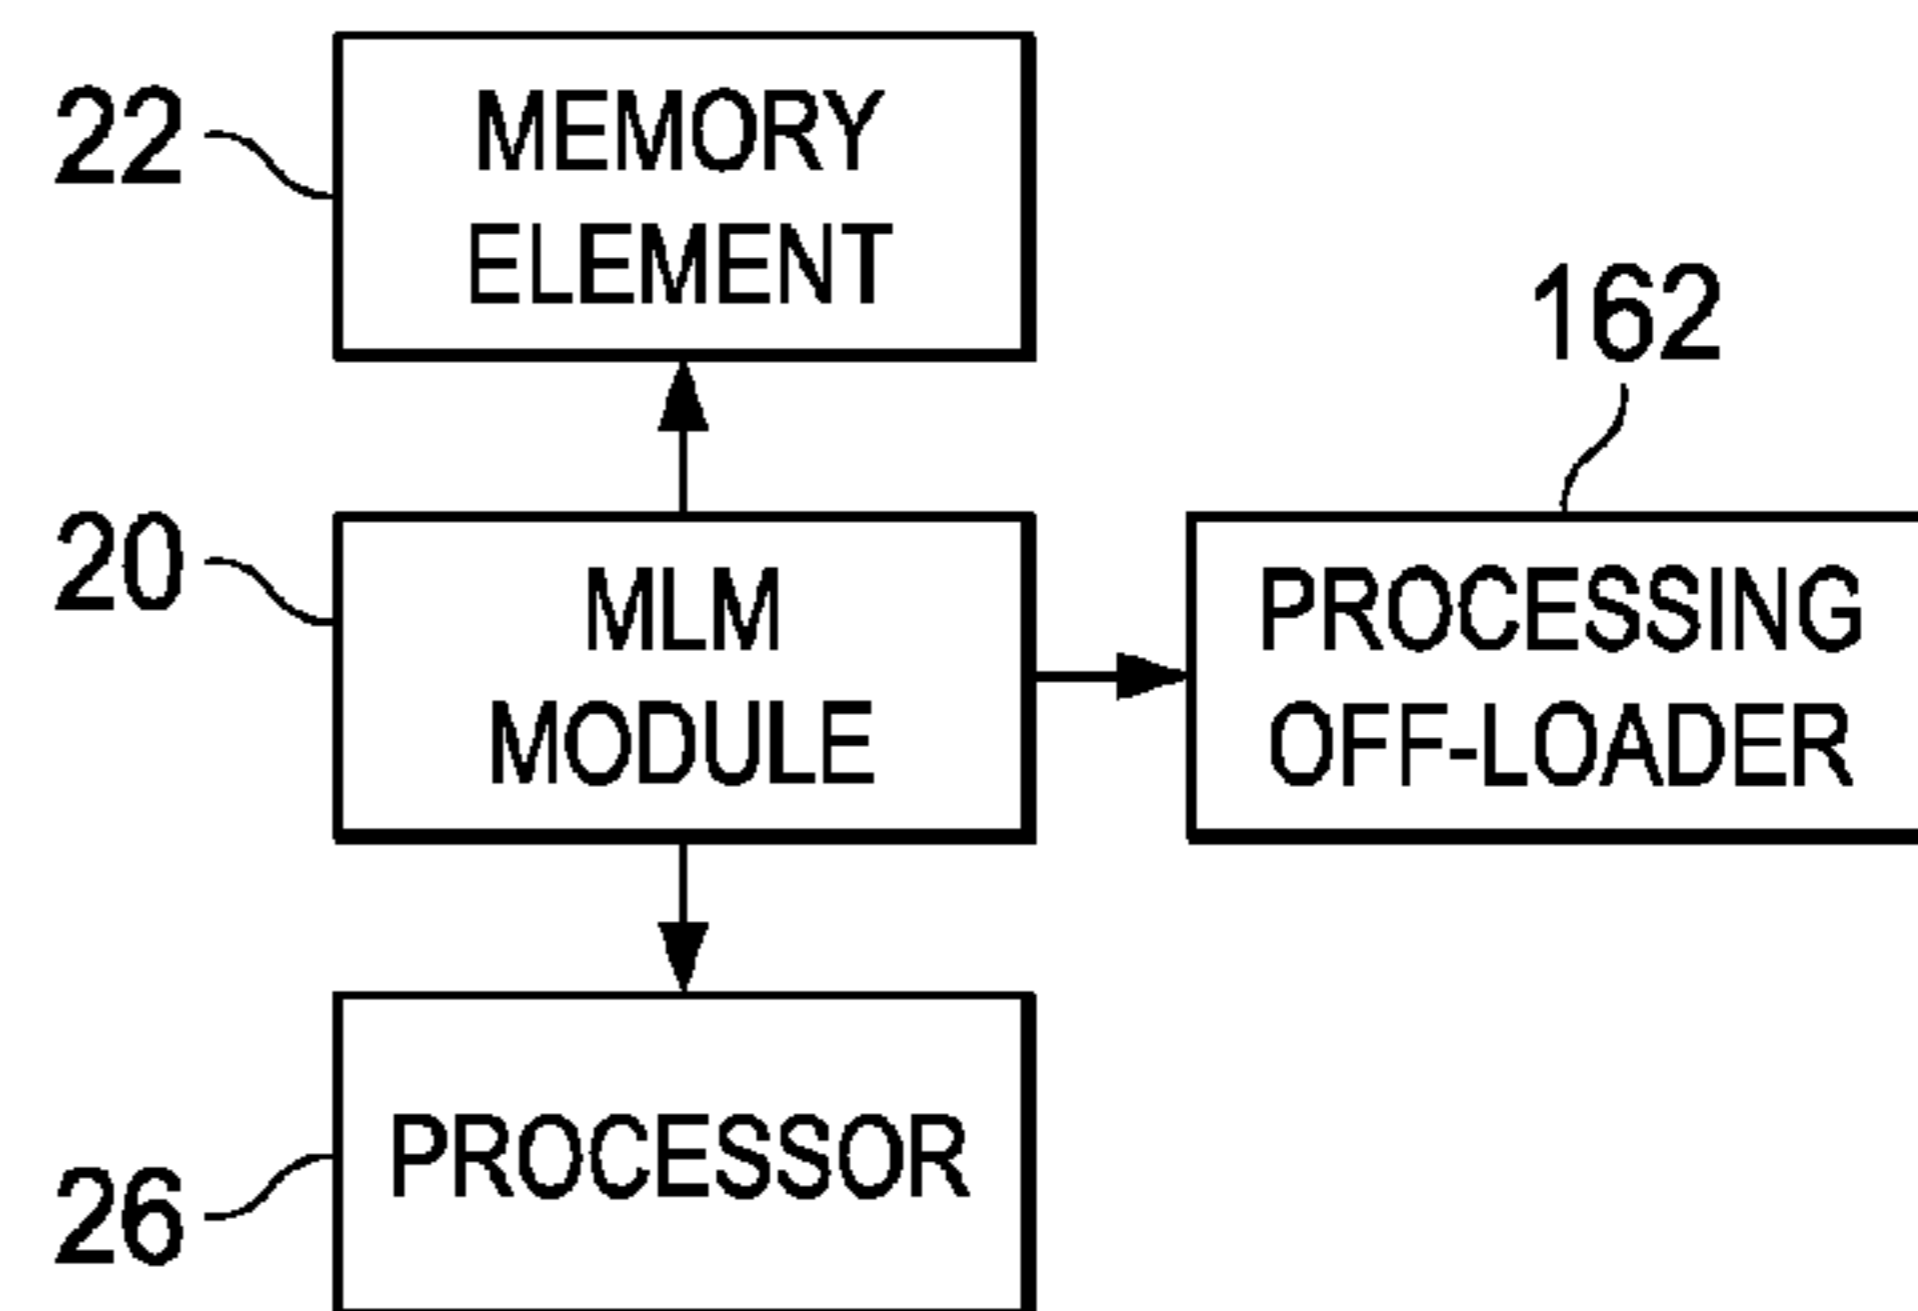 22
MEMORY
ELEMENT
162
20
MLM
MODULE
PROCESSING
OFF-LOADER
26
PROCESSOR